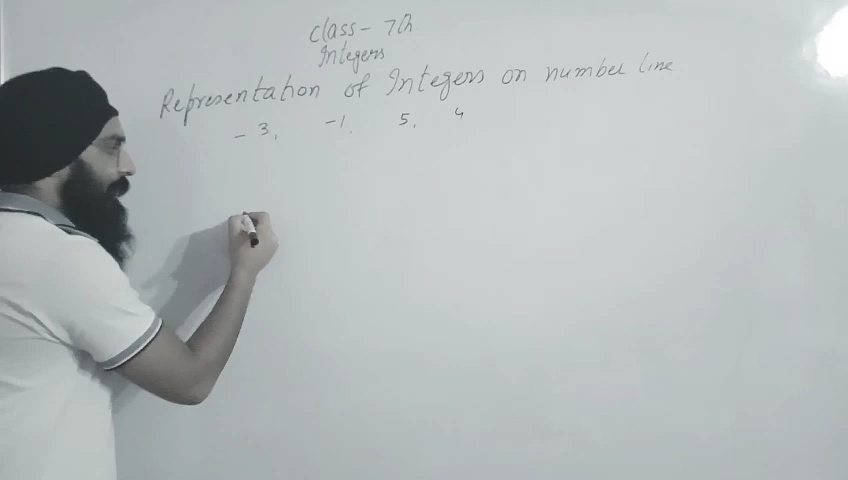 class - 7th
Integers
Representation of Integers on number line
- 3, -1, 5, 4